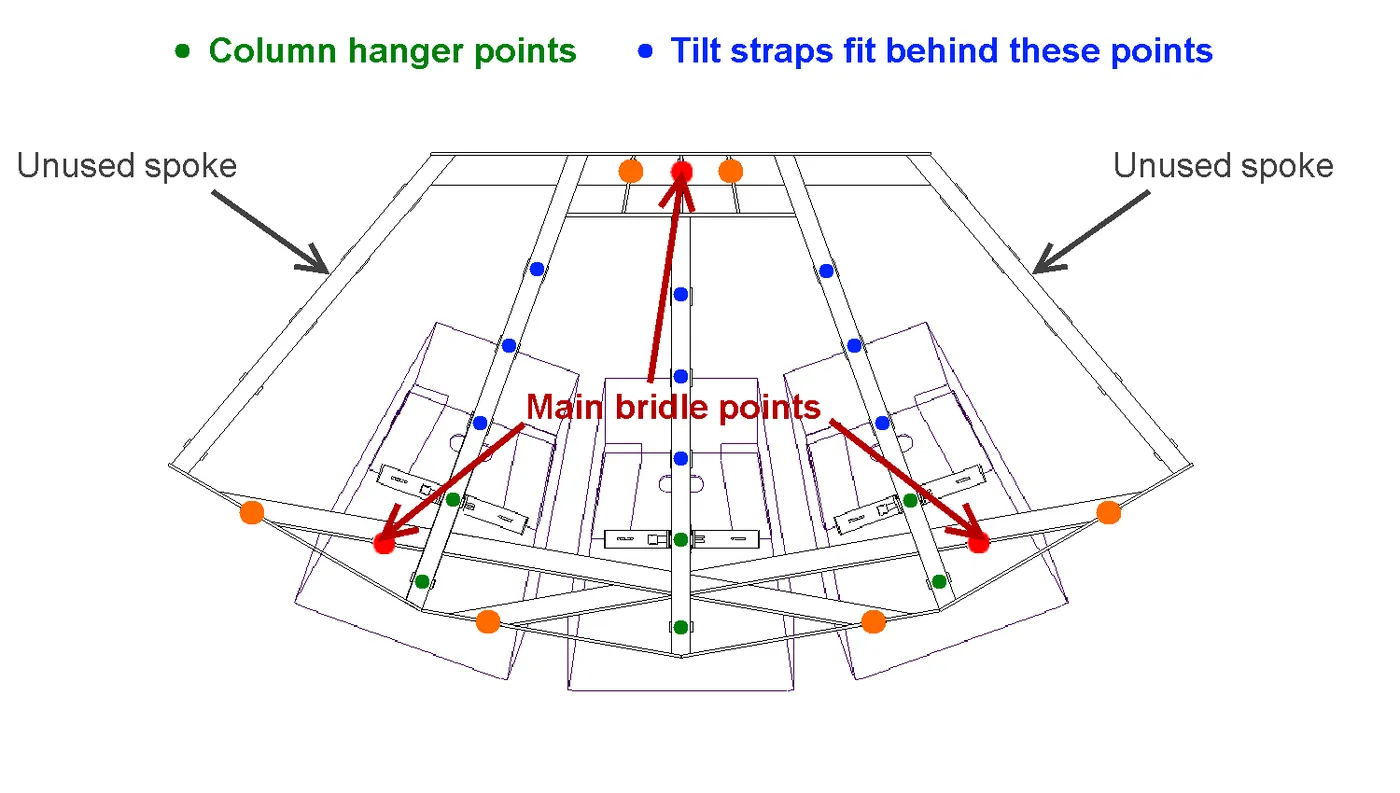 Column hanger points
Tilt straps fit behind these points
Unused spoke
Unused spoke
Main bridle points